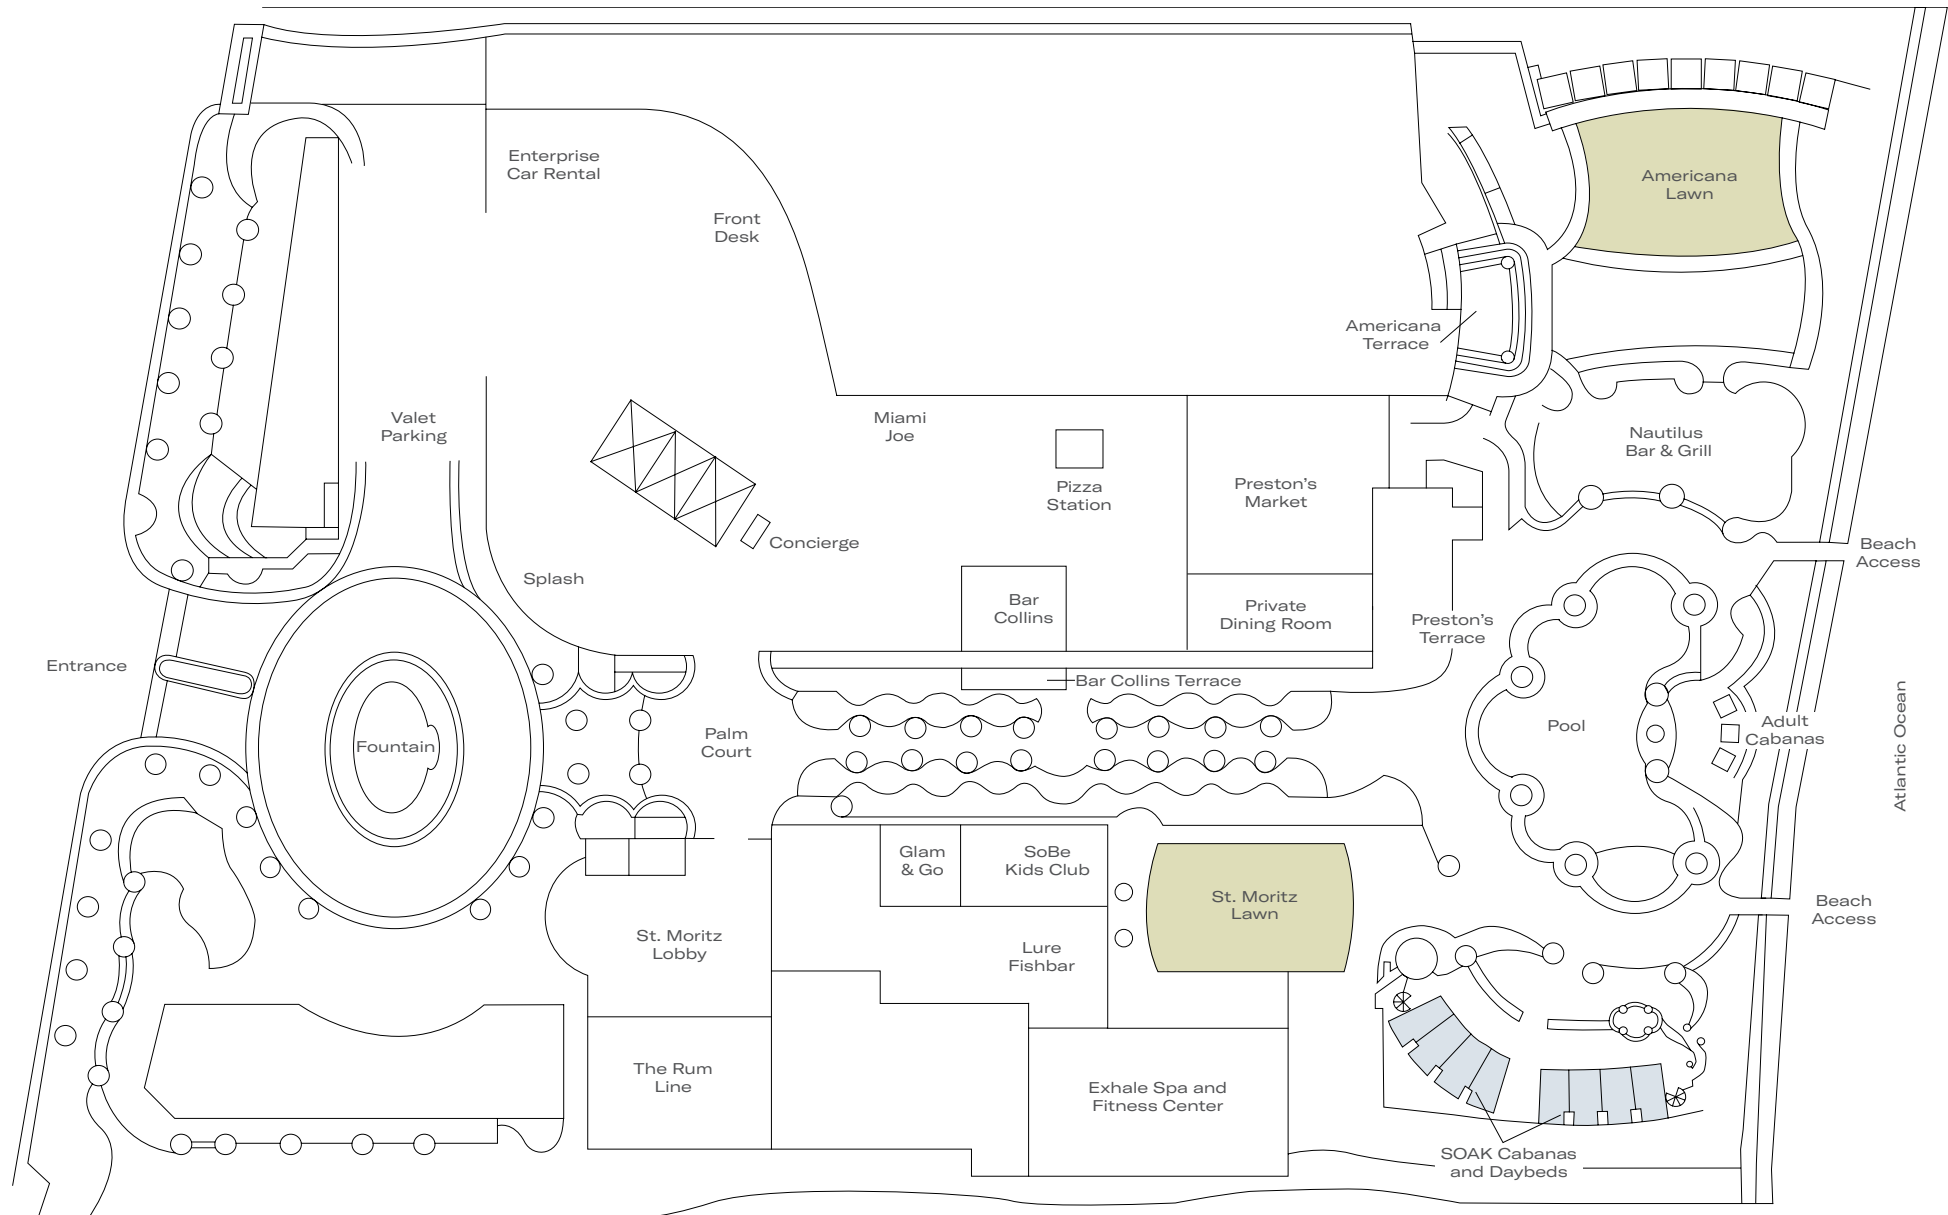 Enterprise
Car Rental
Front
Desk
Americana
Lawn
Americana
Terrace
Valet
Parking
Miami
Joe
Pizza
Station
Preston's
Market
Nautilus
Bar & Grill
Concierge
Splash
Bar
Collins
Private
Dining Room
Preston's
Terrace
Beach
Access
Entrance
Bar Collins Terrace
Fountain
Palm
Court
Pool
Adult
Cabanas
Atlantic Ocean
Glam
& Go
SoBe
Kids Club
St. Moritz
Lawn
Beach
Access
St. Moritz
Lobby
Lure
Fishbar
The Rum
Line
Exhale Spa and
Fitness Center
SOAK Cabanas
and Daybeds